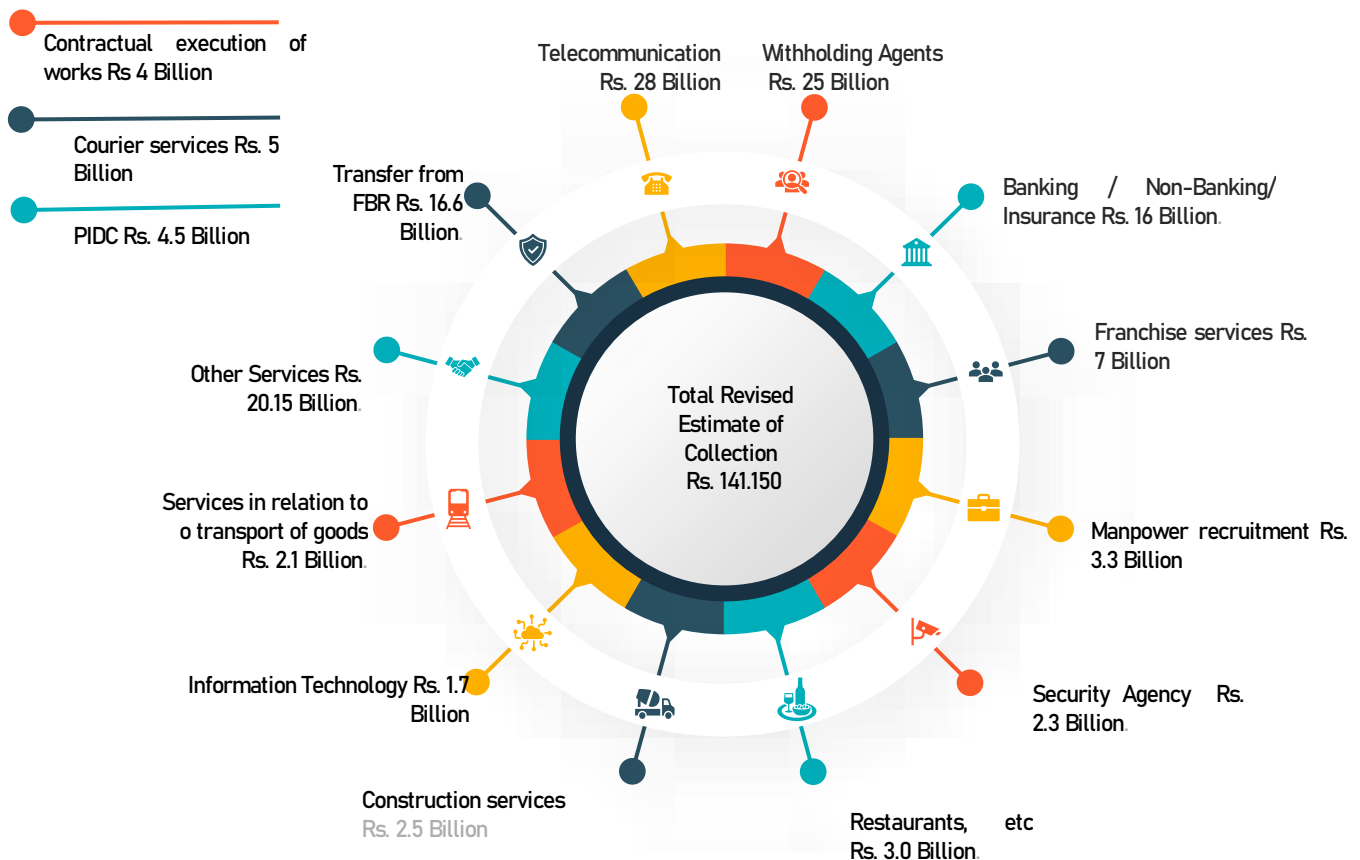 Contractual execution of
works Rs 4 Billion
Courier services Rs. 5
Billion
PIDC Rs. 4.5 Billion
Telecommunication
Rs. 28 Billion
Withholding Agents
Rs. 25 Billion
Transfer from
FBR Rs. 16.6
Billion.
Banking / Non-Banking/
Insurance Rs. 16 Billion.
Franchise services Rs.
7 Billion
Other Services Rs.
20.15 Billion.
Total Revised
Estimate of
Collection
Rs. 141.150
Services in relation to
o transport of goods
Rs. 2.1 Billion.
Manpower recruitment Rs.
3.3 Billion
Information Technology Rs. 1.7
Billion
Security Agency Rs.
2.3 Billion.
Construction services
Rs. 2.5 Billion
Restaurants, etc
Rs. 3.0 Billion.